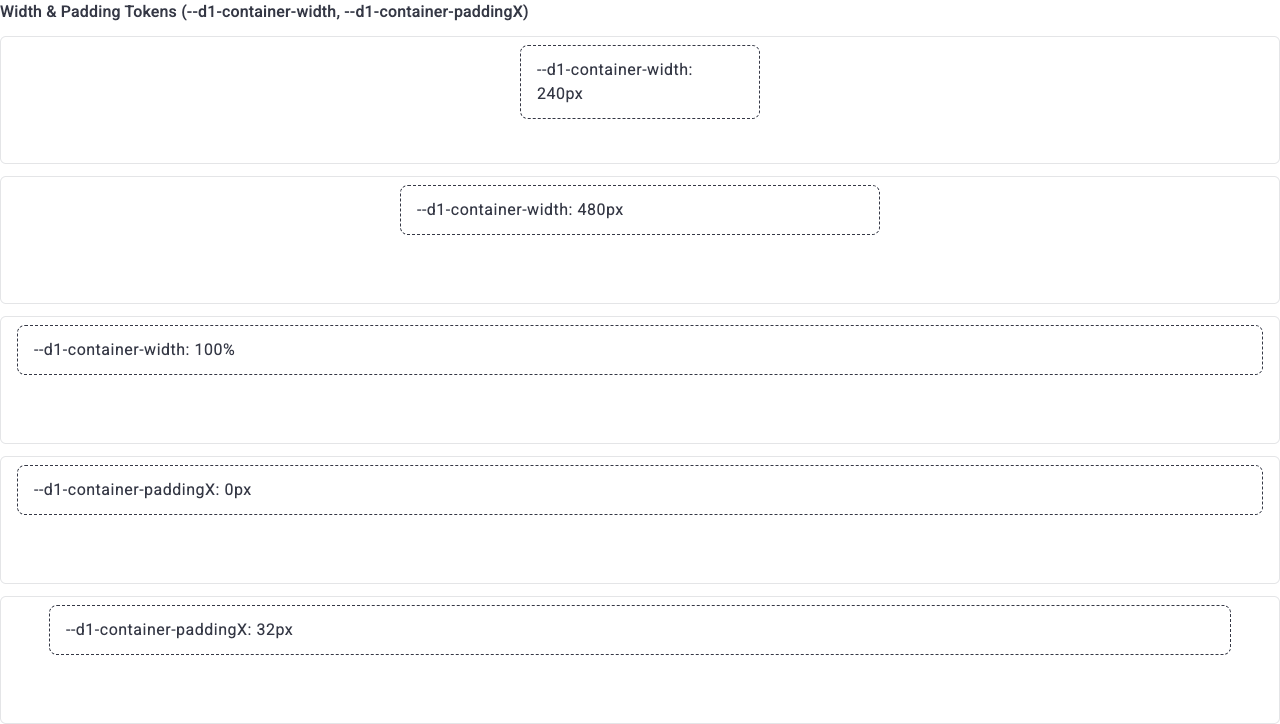 Width & Padding Tokens (--d1-container-width, --d1-container-paddingX)
--d1-container-width:
240px
--d1-container-width: 480px
--d1-container-width: 100%
--d1-container-paddingX: 0px
--d1-container-paddingX: 32px